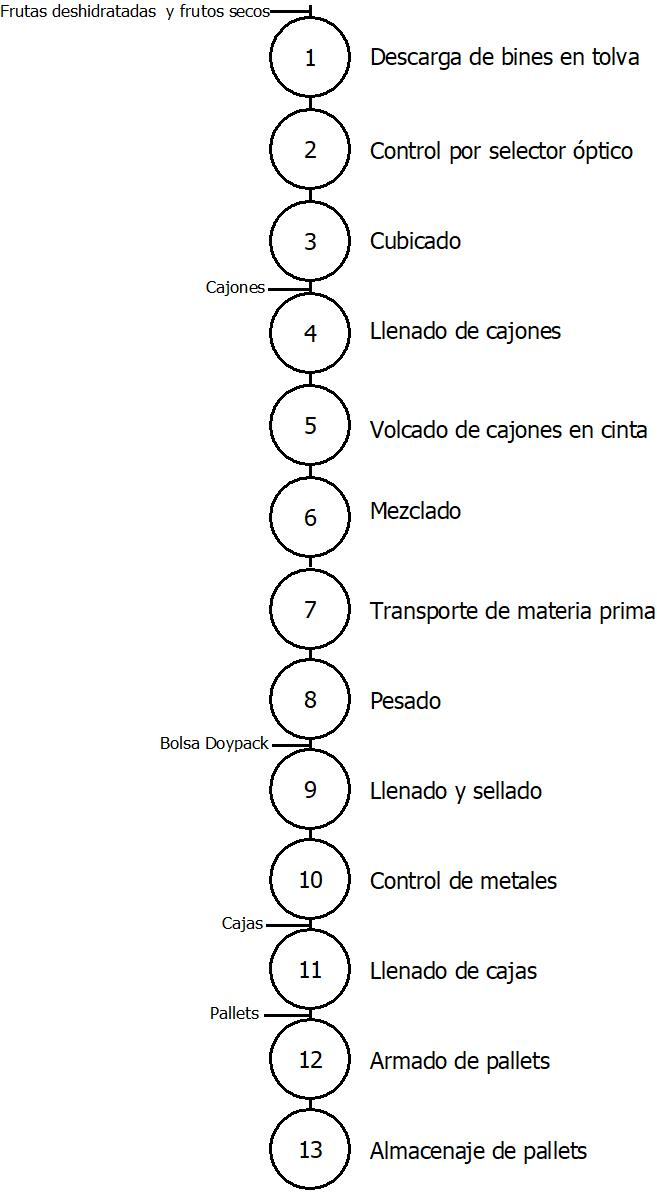 Frutas deshidratadas  y frutos secos
1 Descarga de bines en tolva
2 Control por selector óptico
3 Cubicado
Cajones
4 Llenado de cajones
5 Volcado de cajones en cinta
6 Mezclado
7 Transporte de materia prima
8 Pesado
Bolsa Doypack
9 Llenado y sellado
10 Control de metales
Cajas
11 Llenado de cajas
Pallets
12 Armado de pallets
13 Almacenaje de pallets